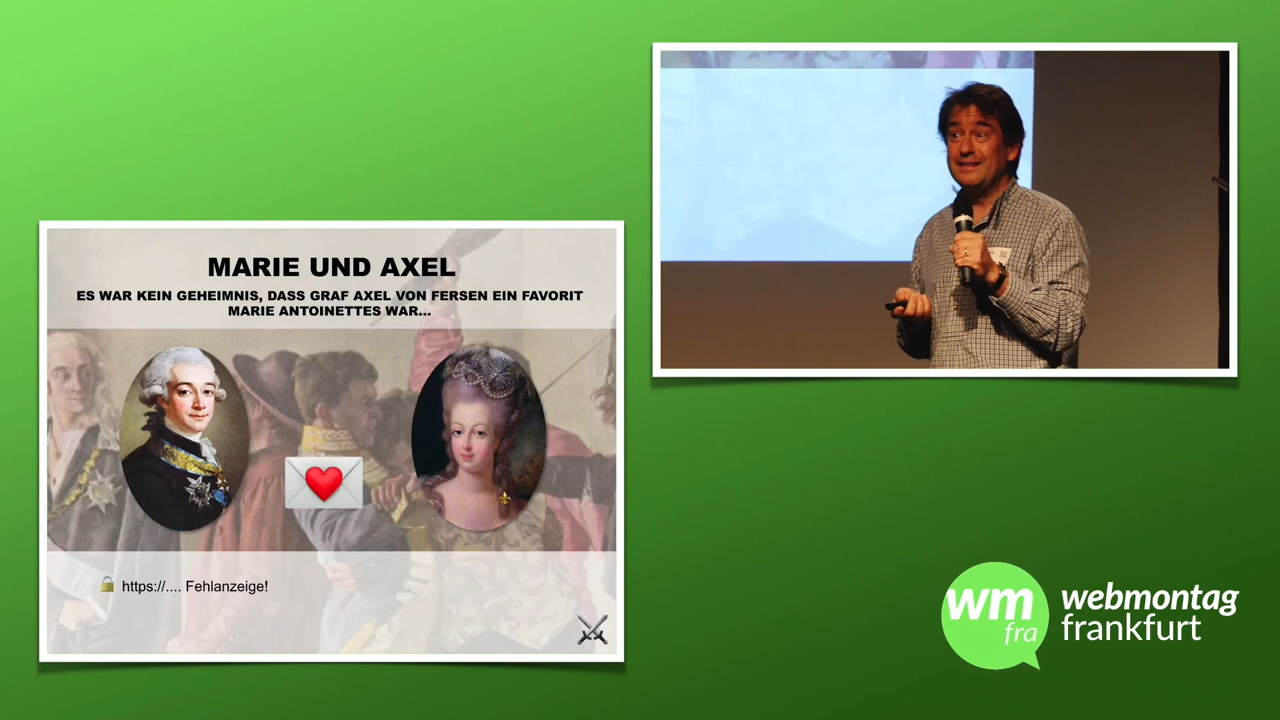 MARIE UND AXEL
ES WAR KEIN GEHEIMNIS, DASS GRAF AXEL VON FERSEN EIN FAVORIT
MARIE ANTOINETTES WAR...
https://.... Fehlanzeige!
wm
fra
webmontag
frankfurt